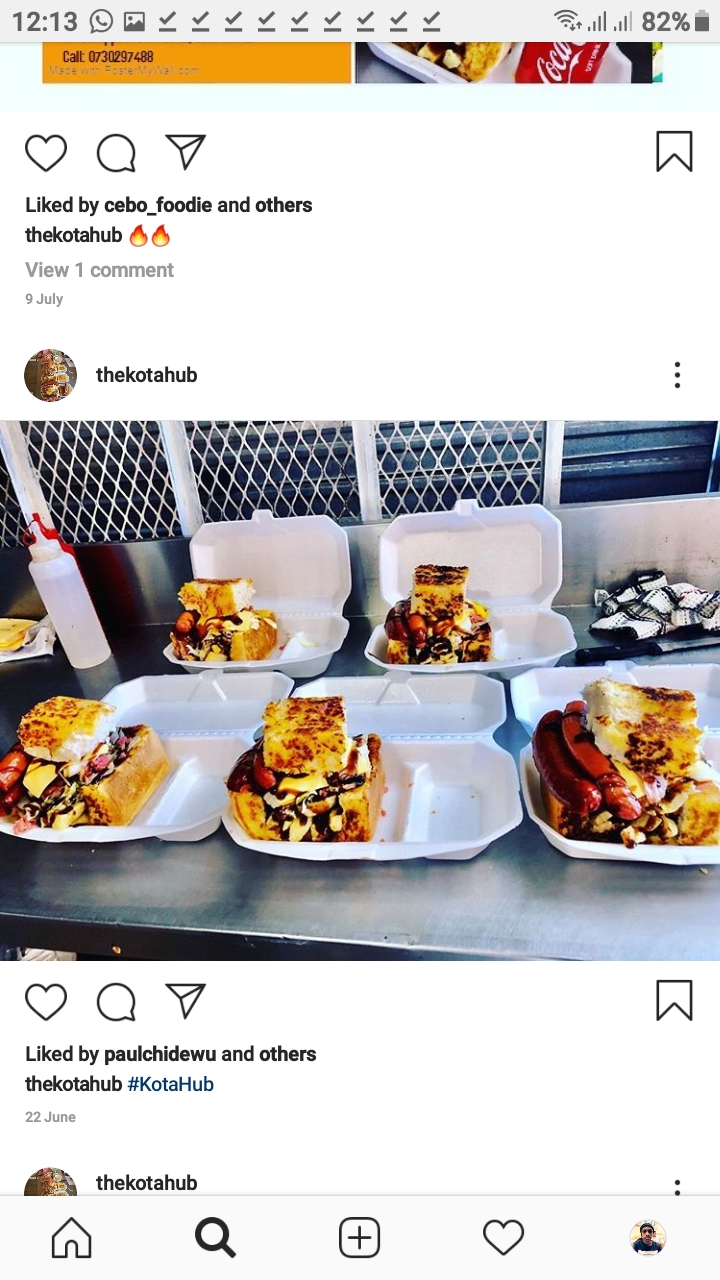 12:13
82%
Call: 0730297488
Made with PosterMyWall.com
Liked by cebo_foodie and others
thekotahub 🔥🔥
View 1 comment
9 July
thekotahub
Liked by paulchidewu and others
thekotahub #KotaHub
22 June
thekotahub